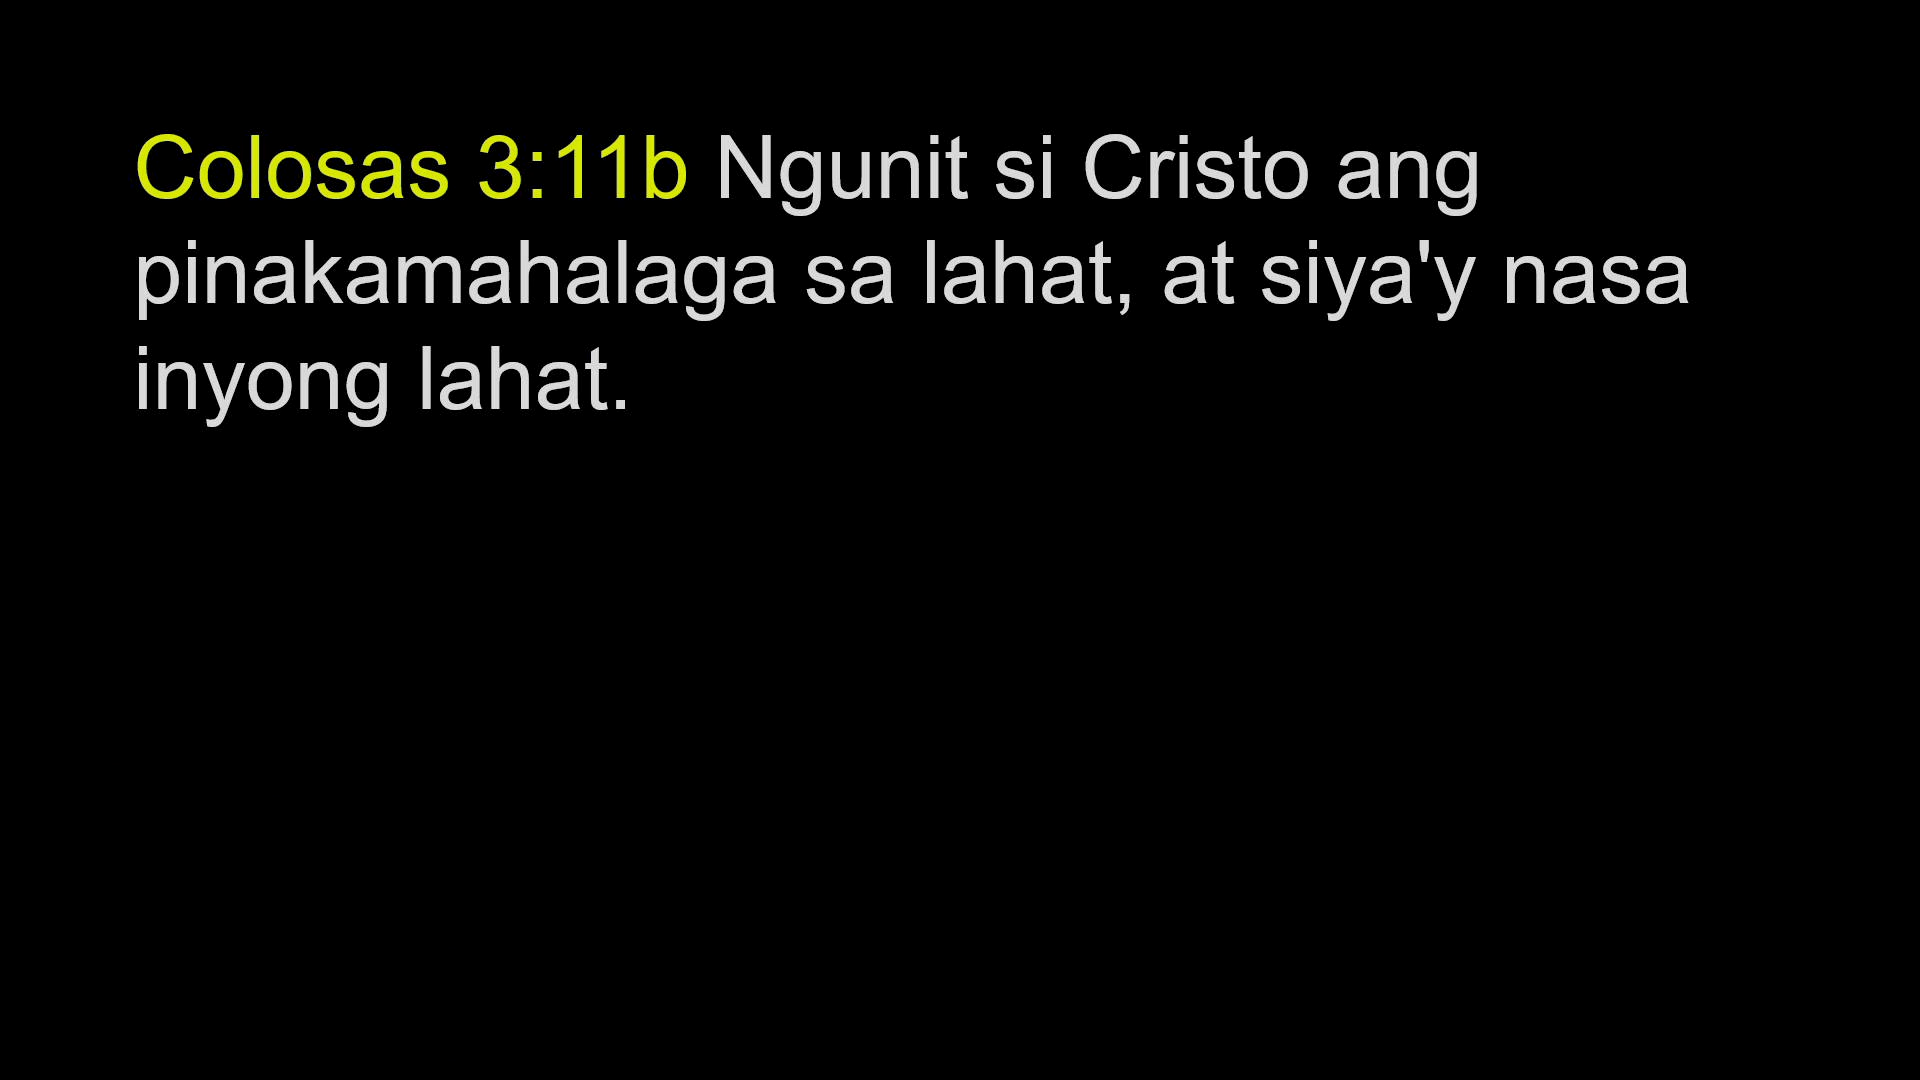 Colosas 3:11b Ngunit si Cristo ang
pinakamahalaga sa lahat, at siya'y nasa
inyong lahat.